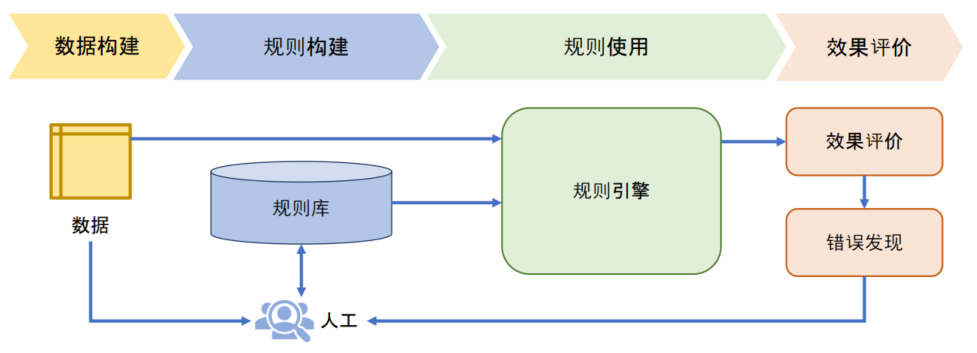 数据构建
规则构建
规则使用
效果评价
数据
规则库
规则引擎
效果评价
错误发现
人工